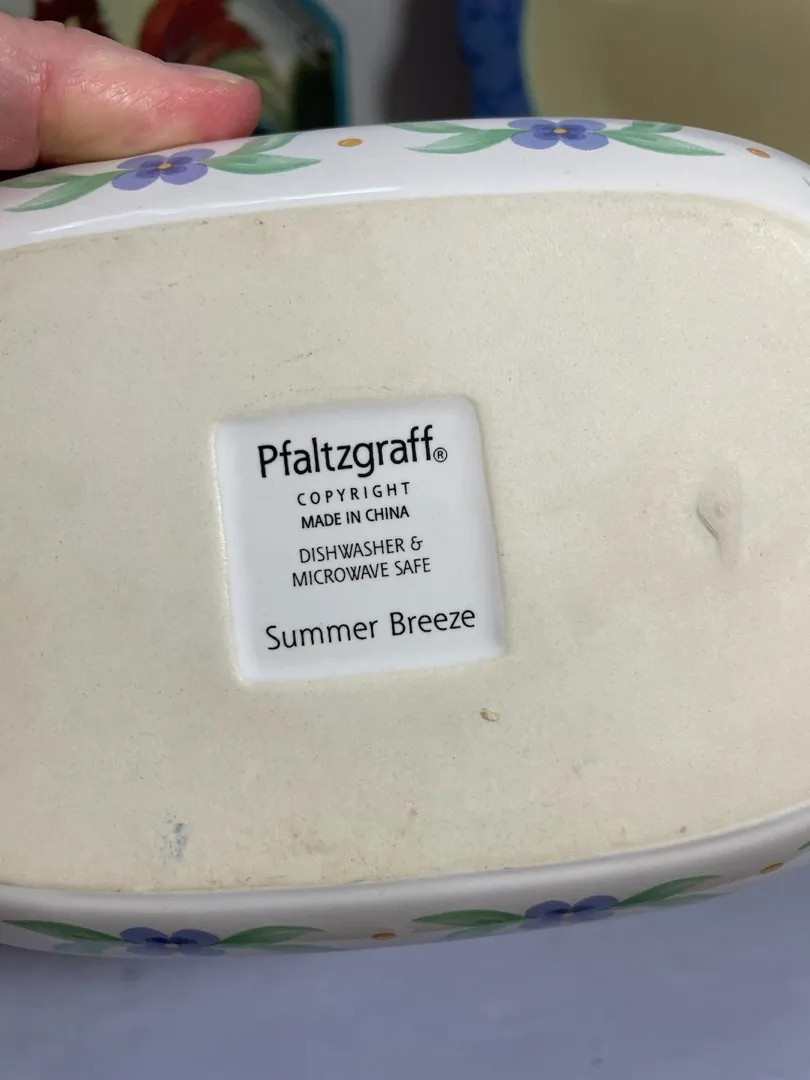 Pfaltzgraff®
COPYRIGHT
MADE IN CHINA
DISHWASHER &
MICROWAVE SAFE
Summer Breeze